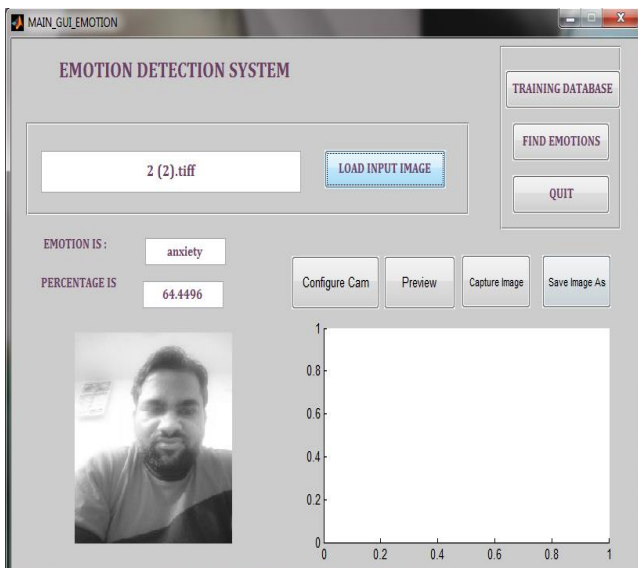 MAIN_GUI_EMOTION
EMOTION DETECTION SYSTEM
TRAINING DATABASE
FIND EMOTIONS
QUIT
2 (2).tiff
LOAD INPUT IMAGE
EMOTION IS :
anxiety
PERCENTAGE IS
64.4496
Configure Cam
Preview
Capture Image
Save Image As
1
0.8
0.6
0.4
0.2
0
0
0.2
0.4
0.6
0.8
1